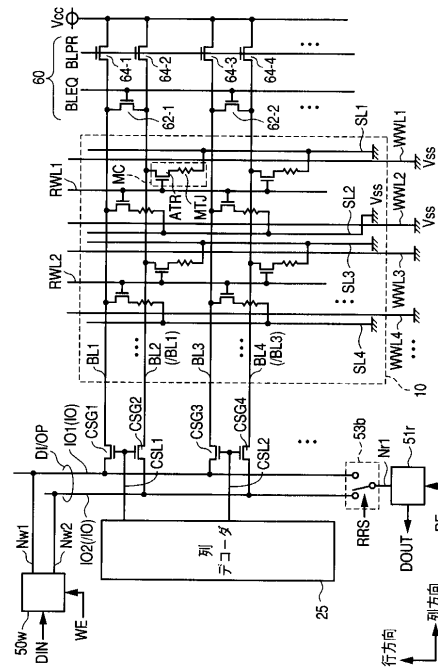 Vcc
60
BLPR
BLEQ
64-1
64-2
64-3
64-4
62-1
62-2
RWL1
RWL2
MC
ATR
MTJ
SL1
WWL1
SL2
Vss
WWL2
Vss
SL3
WWL3
SL4
WWL4
10
BL1
BL2
(/BL1)
BL3
BL4
(/BL3)
CSG1
CSG2
CSG3
CSG4
CSL1
CSL2
DI/OP
IO1(IO)
IO2(/IO)
Nw1
Nw2
50w
DIN
WE
列
デコーダ
25
53b
RRS
Nr1
51r
DOUT
行方向
列方向